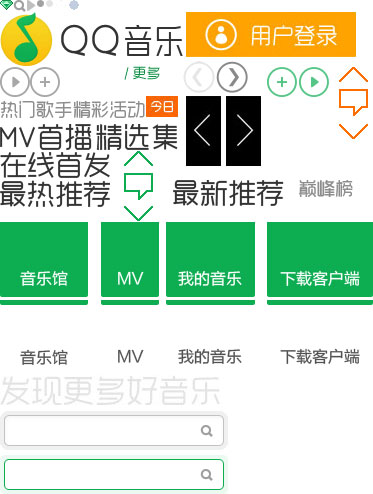 QQ音乐
用户登录
/ 更多
热门歌手精彩活动 今日
MV首播精选集
在线首发
最热推荐
最新推荐
巅峰榜
音乐馆 MV 我的音乐 下载客户端
音乐馆 MV 我的音乐 下载客户端
发现更多好音乐